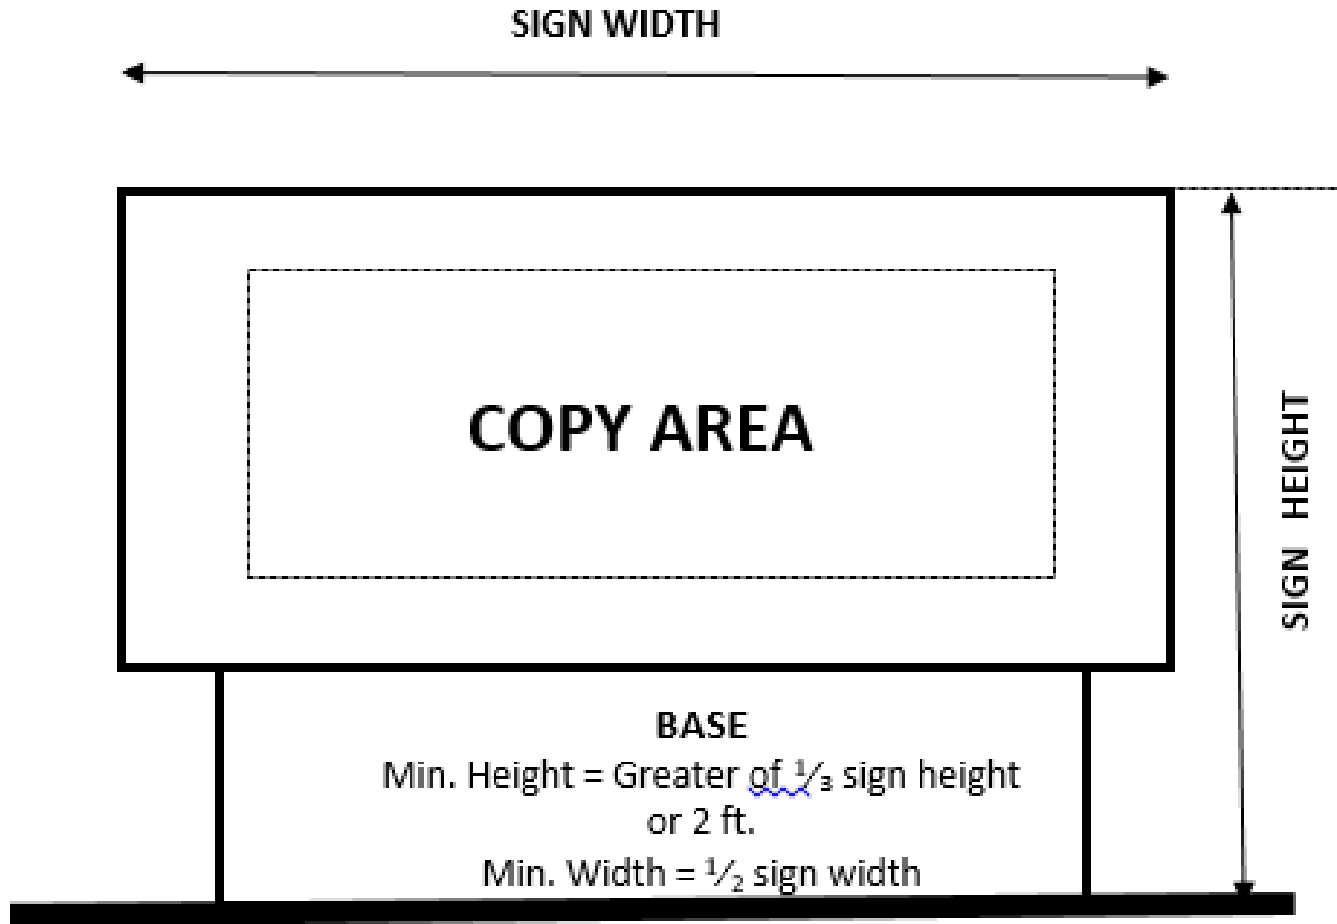 SIGN WIDTH
COPY AREA
SIGN HEIGHT
BASE
Min. Height = Greater of ⅓ sign height
or 2 ft.
Min. Width = ½ sign width